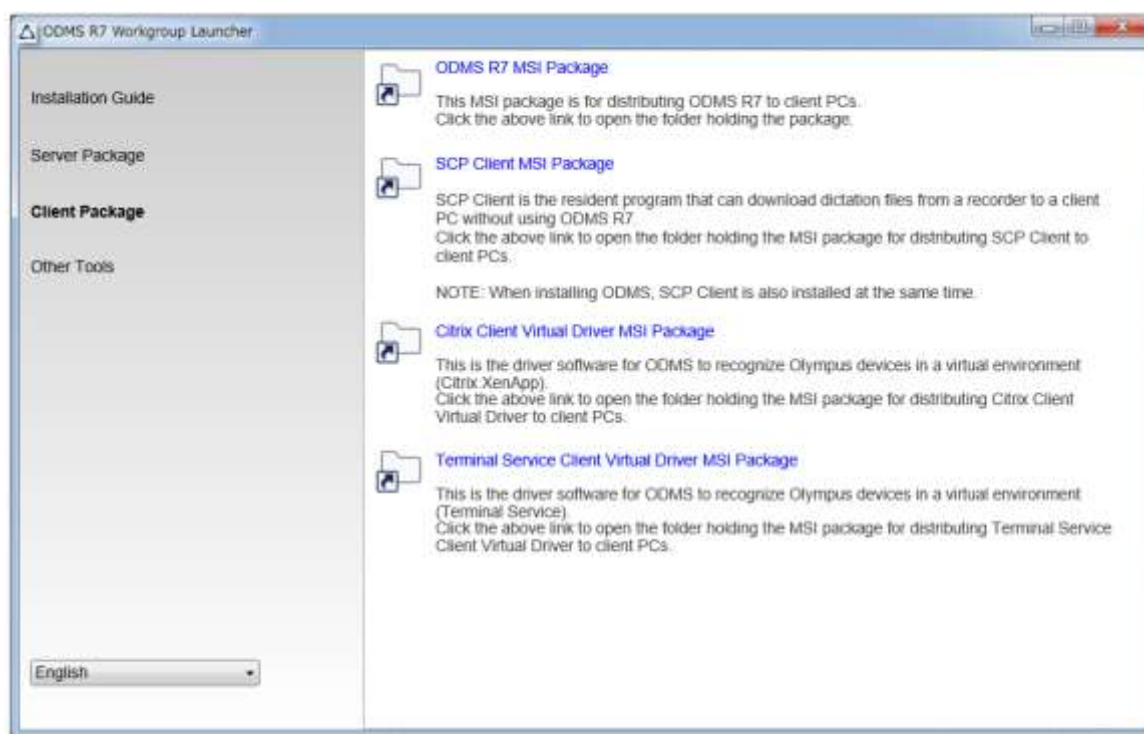 ODMS R7 Workgroup Launcher
Installation Guide
Server Package
Client Package
Other Tools
English
ODMS R7 MSI Package
This MSI package is for distributing ODMS R7 to client PCs.
Click the above link to open the folder holding the package.
SCP Client MSI Package
SCP Client is the resident program that can download dictation files from a recorder to a client
PC without using ODMS R7.
Click the above link to open the folder holding the MSI package for distributing SCP Client to
client PCs.
NOTE: When installing ODMS, SCP Client is also installed at the same time.
Citrix Client Virtual Driver MSI Package
This is the driver software for ODMS to recognize Olympus devices in a virtual environment
(Citrix XenApp).
Click the above link to open the folder holding the MSI package for distributing Citrix Client
Virtual Driver to client PCs.
Terminal Service Client Virtual Driver MSI Package
This is the driver software for ODMS to recognize Olympus devices in a virtual environment
(Terminal Service).
Click the above link to open the folder holding the MSI package for distributing Terminal Service
Client Virtual Driver to client PCs.